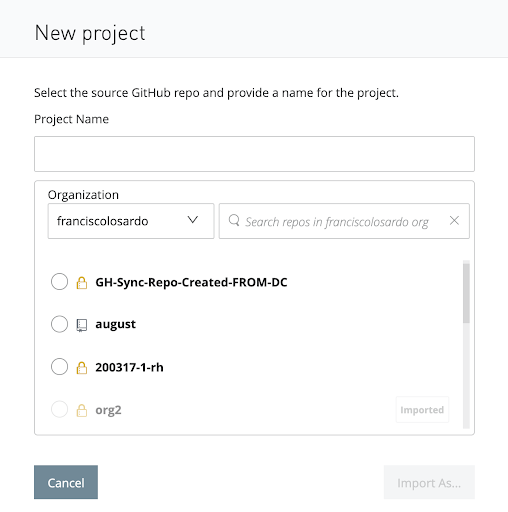 New project
Select the source GitHub repo and provide a name for the project.
Project Name
Organization
franciscolosardo
Search repos in franciscolosardo org
GH-Sync-Repo-Created-FROM-DC
august
200317-1-rh
org2 Imported
Cancel Import As...